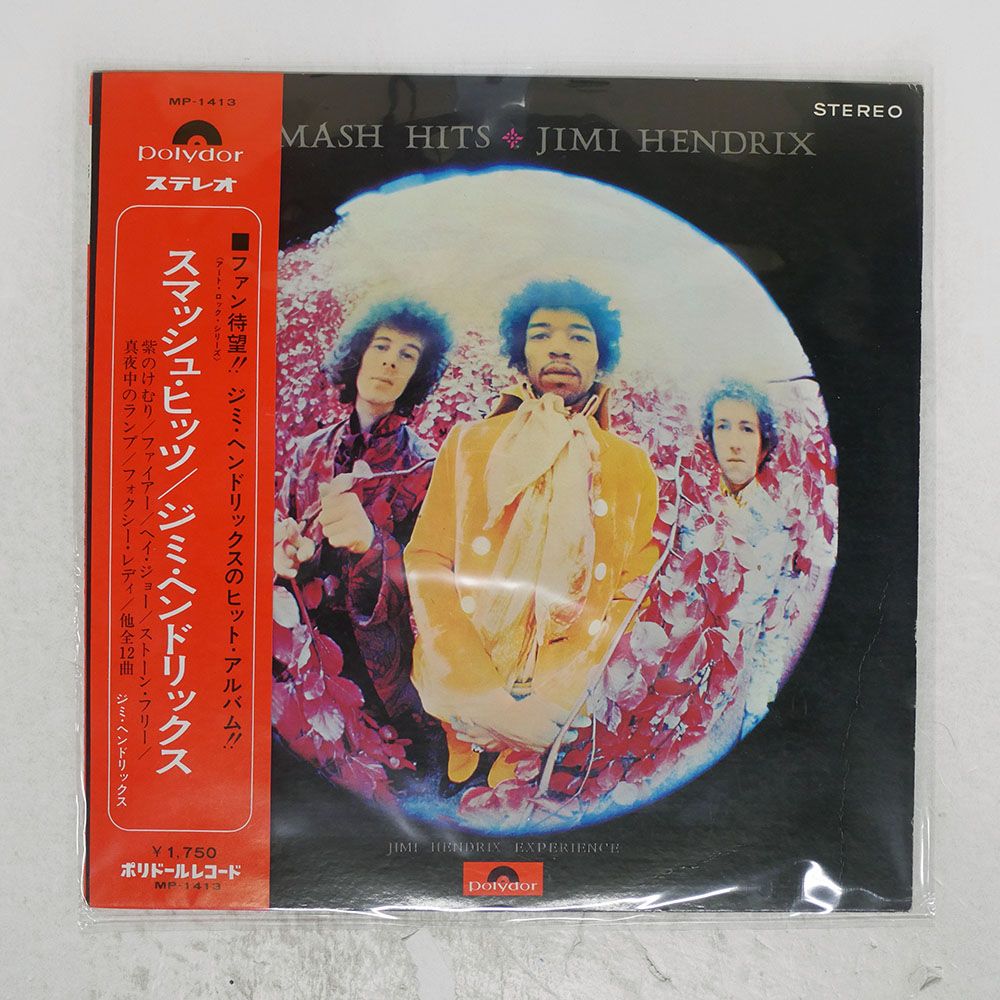 MP-1413
polydor
ステレオ
■ファン待望!! ジミ・ヘンドリックスのヒット・アルバム!!
〈アート・ロック・シリーズ〉
スマッシュ・ヒッツ/ジミ・ヘンドリックス
紫のけむり/ファイアー/ヘイ・ジョー/ストーン・フリー/
真夜中のランプ/フォクシー・レディ/他全12曲
ジミ・ヘンドリックス
¥1,750
ポリドールレコード
MP-1413
STEREO
MASH HITS JIMI HENDRIX
JIMI HENDRIX EXPERIENCE
polydor